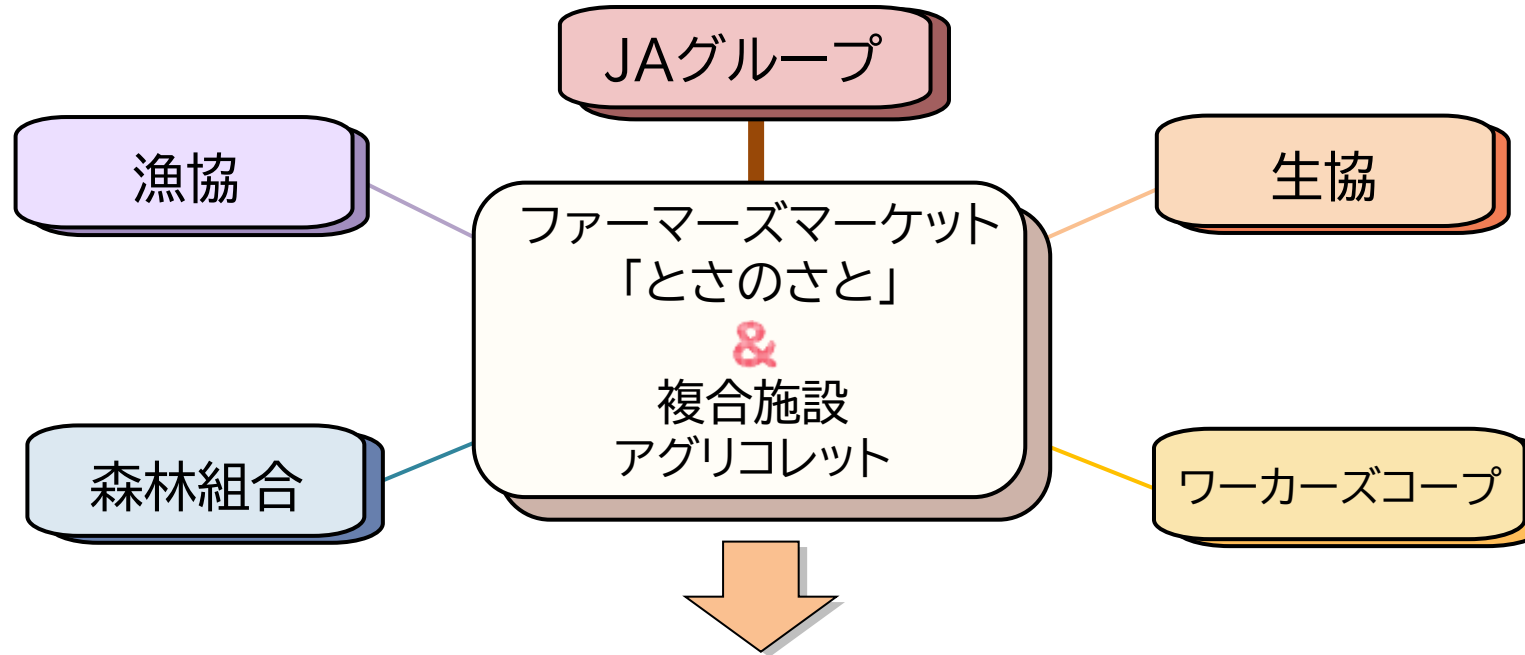 JAグループ
漁協
生協
ファーマーズマーケット
「とさのさと」
&
複合施設
アグリコレット
森林組合
ワーカーズコープ